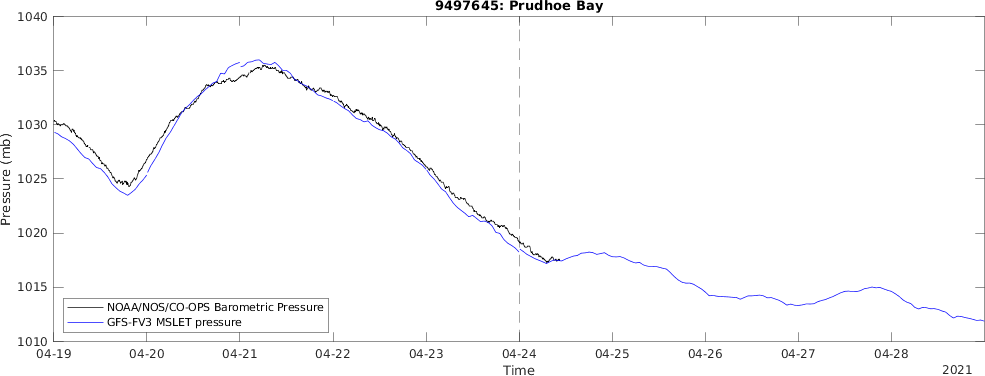 9497645: Prudhoe Bay
1040
1035
1030
1025
1020
1015
1010
Pressure (mb)
NOAA/NOS/CO-OPS Barometric Pressure
GFS-FV3 MSLET pressure
04-19 04-20 04-21 04-22 04-23 04-24 04-25 04-26 04-27 04-28
Time
2021